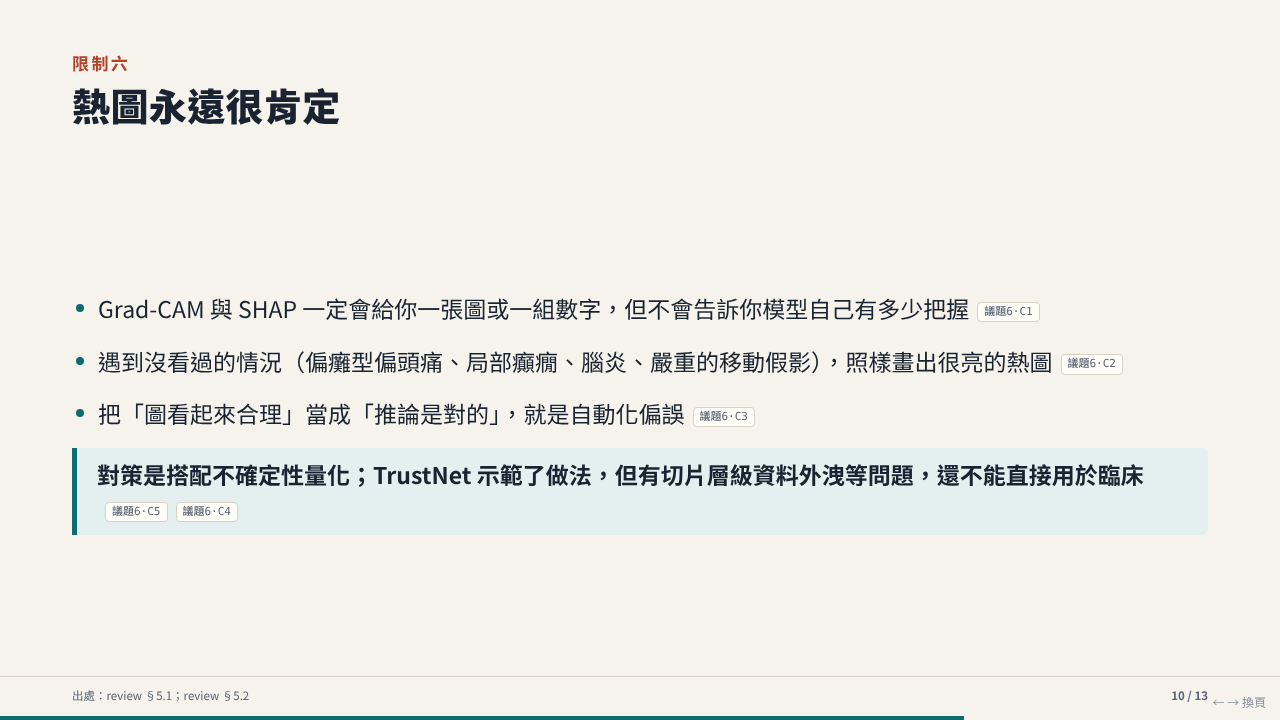 限制六
熱圖永遠很肯定
Grad-CAM 與 SHAP 一定會給你一張圖或一組數字，但不會告訴你模型自己有多少把握 議題6·C1
遇到沒看過的情況（偏癱型偏頭痛、局部癲癇、腦炎、嚴重的移動假影），照樣畫出很亮的熱圖 議題6·C2
把「圖看起來合理」當成「推論是對的」，就是自動化偏誤 議題6·C3
對策是搭配不確定性量化；TrustNet 示範了做法，但有切片層級資料外洩等問題，還不能直接用於臨床
議題6·C5 議題6·C4
出處：review §5.1；review §5.2
10 / 13 ← → 換頁